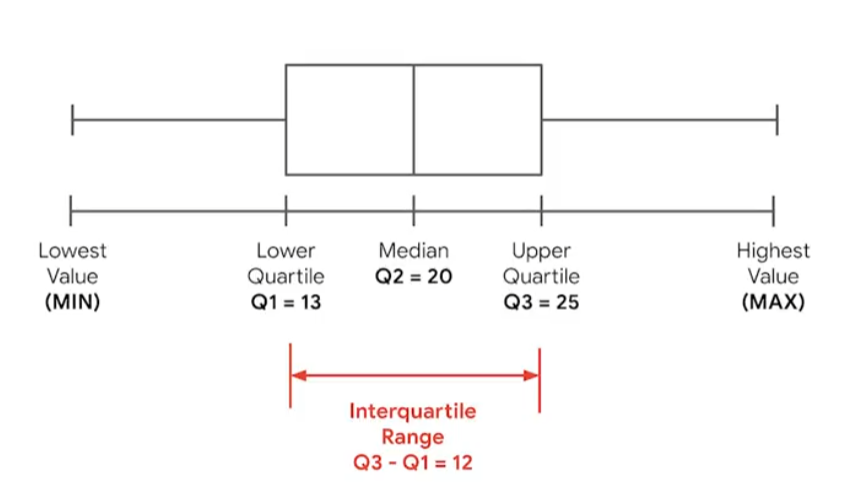 Lowest
Value
(MIN)
Lower
Quartile
Q1 = 13
Median
Q2 = 20
Upper
Quartile
Q3 = 25
Highest
Value
(MAX)
Interquartile
Range
Q3 - Q1 = 12